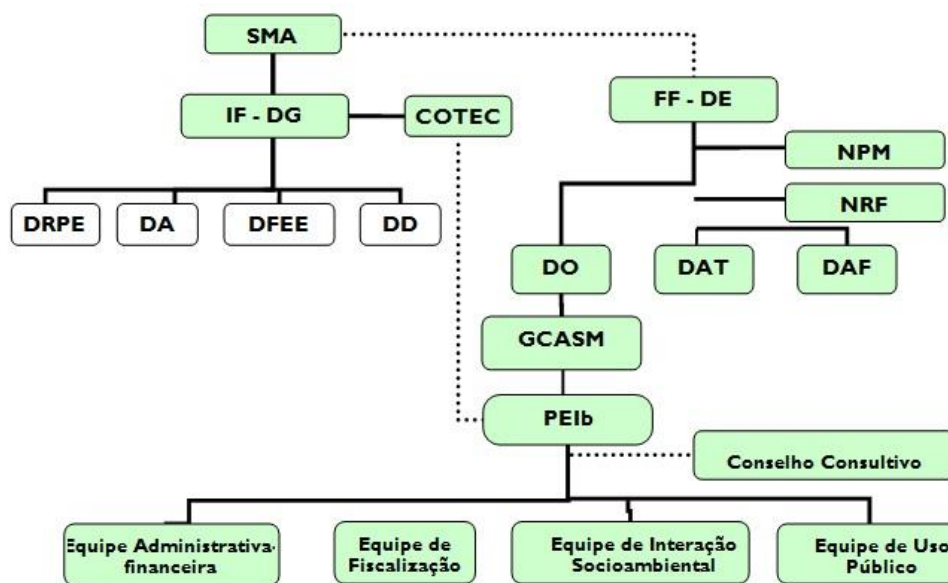 SMA
IF - DG
COTEC
FF - DE
NPM
NRF
DRPE
DA
DFEE
DD
DO
DAT
DAF
GCASM
PEIb
Conselho Consultivo
Equipe Administrativa-
financeira
Equipe de
Fiscalização
Equipe de Interação
Socioambiental
Equipe de Uso
Público